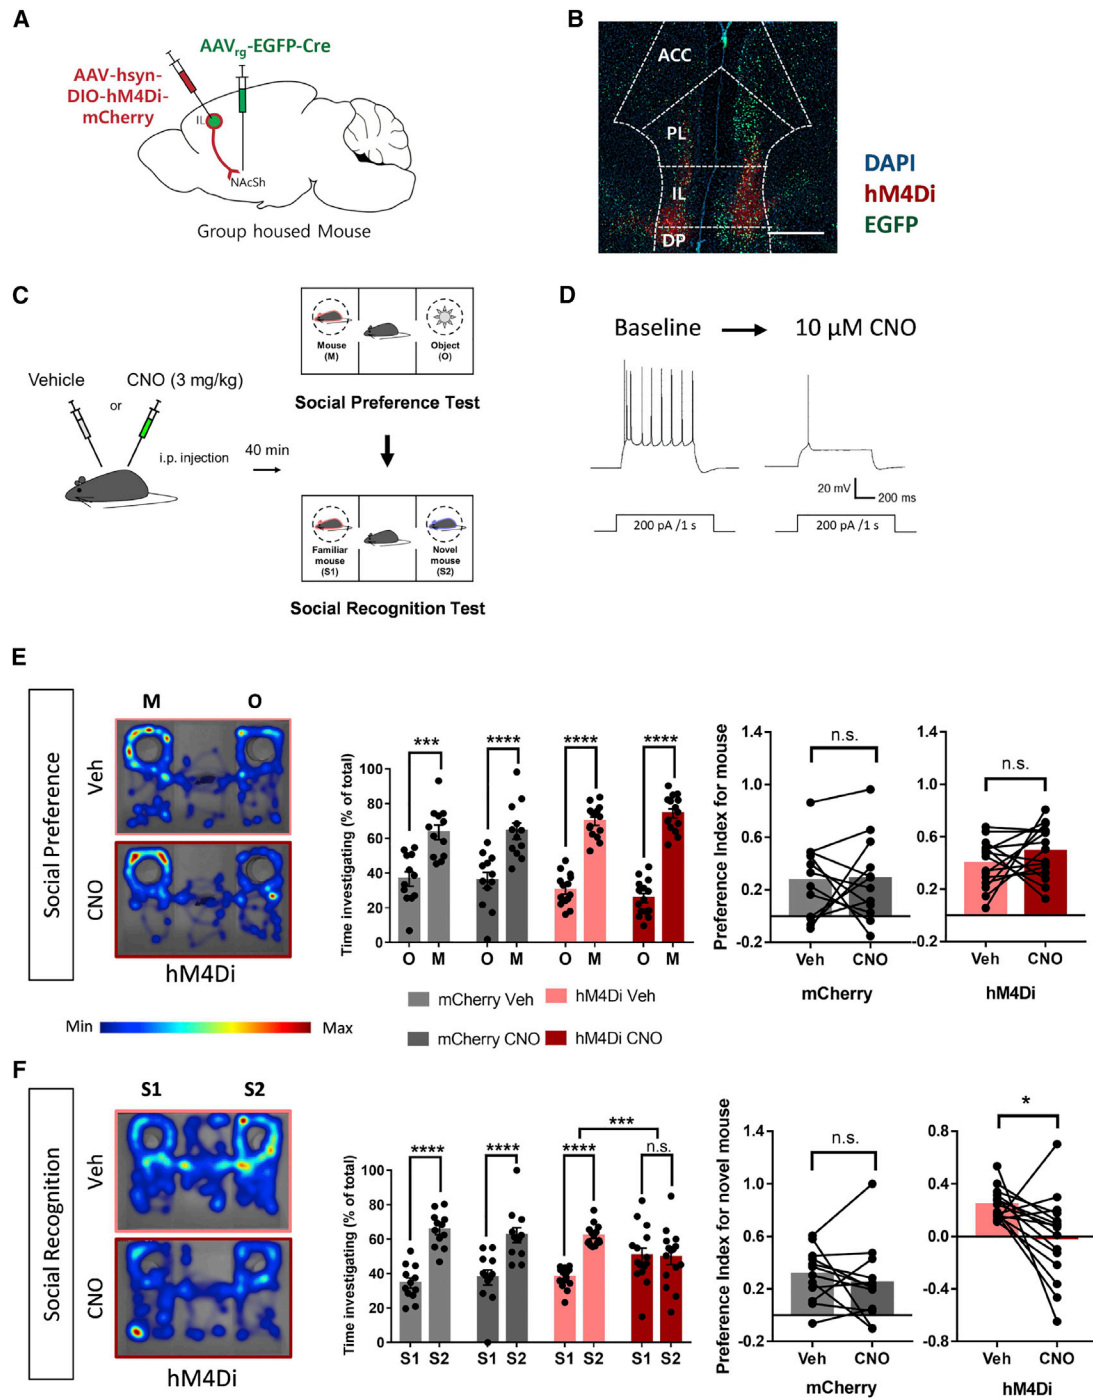 A
AAVrg-EGFP-Cre
AAV-hsyn-
DIO-hM4Di-
mCherry
IL
NAcSh
Group housed Mouse
B
ACC
PL
IL
DP
DAPI
hM4Di
EGFP
C
Vehicle
or
CNO (3 mg/kg)
i.p. injection
40 min
Mouse
(M)
Object
(O)
Social Preference Test
Familiar
mouse
(S1)
Novel
mouse
(S2)
Social Recognition Test
D
Baseline
10 µM CNO
20 mV
200 ms
200 pA /1 s
200 pA /1 s
E
Social Preference
M
O
Veh
CNO
hM4Di
Min
Max
Time investigating (% of total)
100
80
60
40
20
0
***
****
****
****
O
M
O
M
O
M
O
M
mCherry Veh
hM4Di Veh
mCherry CNO
hM4Di CNO
Preference Index for mouse
1.4
1.0
0.6
0.2
-0.2
n.s.
Veh
CNO
mCherry
1.4
1.0
0.6
0.2
-0.2
n.s.
Veh
CNO
hM4Di
F
Social Recognition
S1
S2
Veh
CNO
hM4Di
Time investigating (% of total)
100
80
60
40
20
0
****
****
****
***
n.s.
S1
S2
S1
S2
S1
S2
S1
S2
Preference Index for novel mouse
1.4
1.0
0.6
0.2
-0.2
n.s.
Veh
CNO
mCherry
0.8
0.4
0.0
-0.4
-0.8
*
Veh
CNO
hM4Di